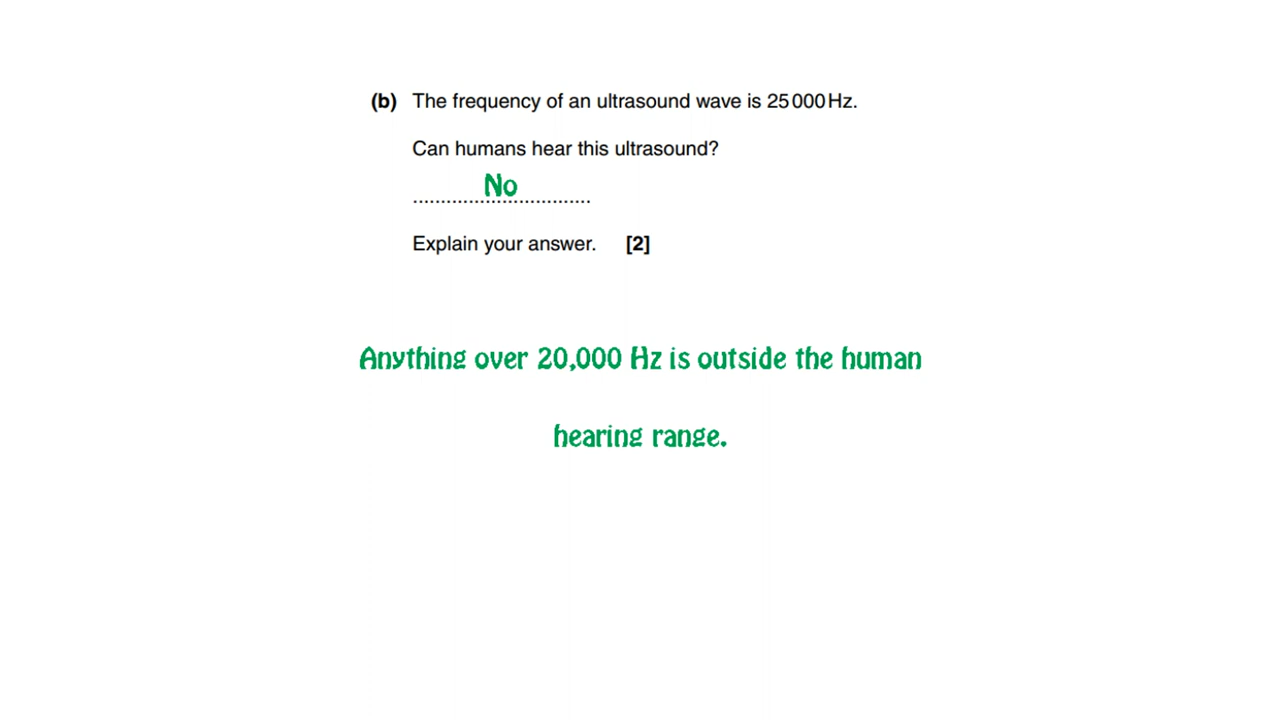 (b) The frequency of an ultrasound wave is 25 000 Hz.
Can humans hear this ultrasound?
No
................................
Explain your answer. [2]
Anything over 20,000 Hz is outside the human
hearing range.